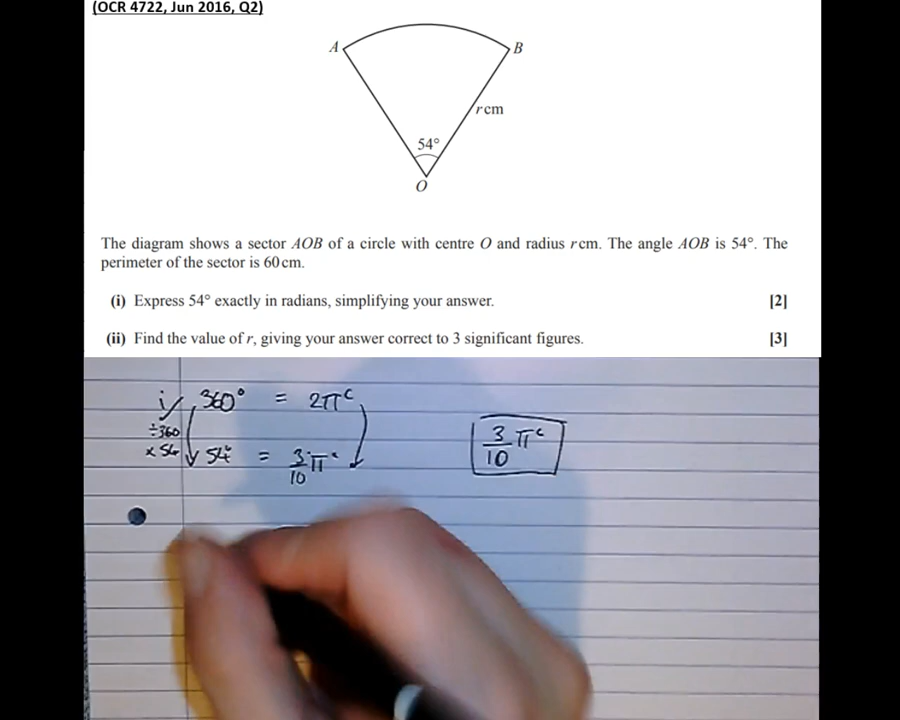 (OCR 4722, Jun 2016, Q2)
A
B
r cm
54°
O
The diagram shows a sector AOB of a circle with centre O and radius r cm. The angle AOB is 54°. The
perimeter of the sector is 60 cm.
(i) Express 54° exactly in radians, simplifying your answer. [2]
(ii) Find the value of r, giving your answer correct to 3 significant figures. [3]
i/ 360° = 2π^c
÷360
×54
54° = 3/10 π^c
3/10 π^c